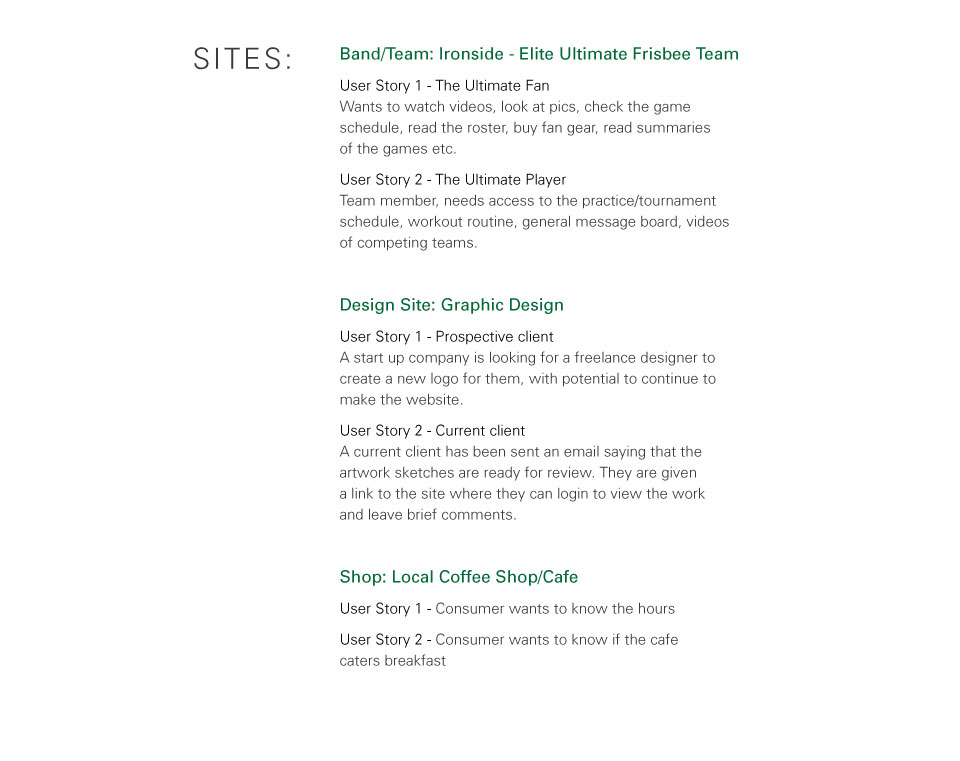 SITES:
Band/Team: Ironside - Elite Ultimate Frisbee Team
User Story 1 - The Ultimate Fan
Wants to watch videos, look at pics, check the game
schedule, read the roster, buy fan gear, read summaries
of the games etc.
User Story 2 - The Ultimate Player
Team member, needs access to the practice/tournament
schedule, workout routine, general message board, videos
of competing teams.
Design Site: Graphic Design
User Story 1 - Prospective client
A start up company is looking for a freelance designer to
create a new logo for them, with potential to continue to
make the website.
User Story 2 - Current client
A current client has been sent an email saying that the
artwork sketches are ready for review. They are given
a link to the site where they can login to view the work
and leave brief comments.
Shop: Local Coffee Shop/Cafe
User Story 1 - Consumer wants to know the hours
User Story 2 - Consumer wants to know if the cafe
caters breakfast